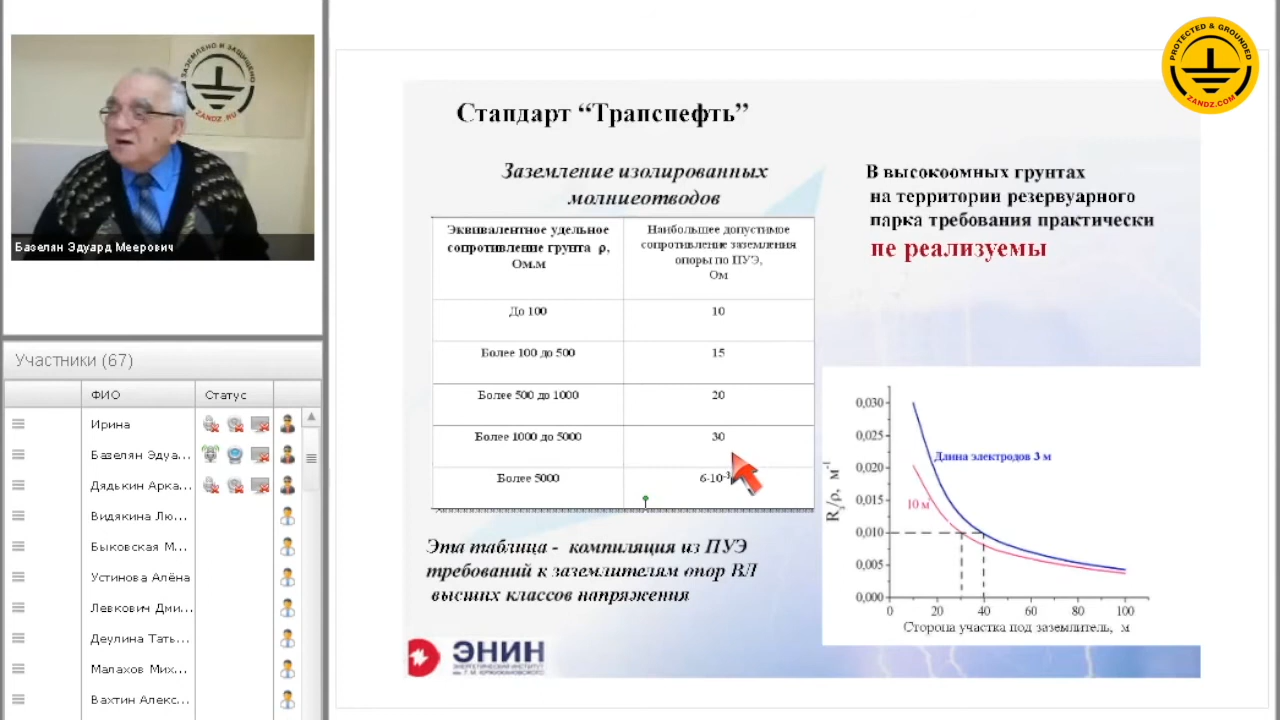 ЗАЗЕМЛЕНО И ЗАЩИЩЕНО
ZANDZ.RU
Базелян Эдуард Меерович
PROTECTED & GROUNDED
ZANDZ.COM
Участники (67)
ФИО
Статус
Ирина
Базелян Эдуа...
Дядькин Арка...
Видякина Лю...
Быковская М...
Устинова Алёна
Левкович Дми...
Деулина Тать...
Малахов Мих...
Вахтин Алекс...
Стандарт “Транснефть”
Заземление изолированных
молниеотводов
Эквивалентное удельное
сопротивление грунта ρ,
Ом.м
Наибольшее допустимое
сопротивление заземления
опоры по ПУЭ,
Ом
До 100
10
Более 100 до 500
15
Более 500 до 1000
20
Более 1000 до 5000
30
Более 5000
6·10⁻³
Эта таблица - компиляция из ПУЭ
требований к заземлителям опор ВЛ
высших классов напряжения
ЭНИН
ЭНЕРГЕТИЧЕСКИЙ ИНСТИТУТ
им. Г.М. КРЖИЖАНОВСКОГО
В высокоомных грунтах
на территории резервуарного
парка требования практически
не реализуемы
0,030
0,025
0,020
0,015
0,010
0,005
0,000
Rз/ρ, м⁻¹
Длина электродов 3 м
10 м
0 20 40 60 80 100
Сторона участка под заземлитель, м